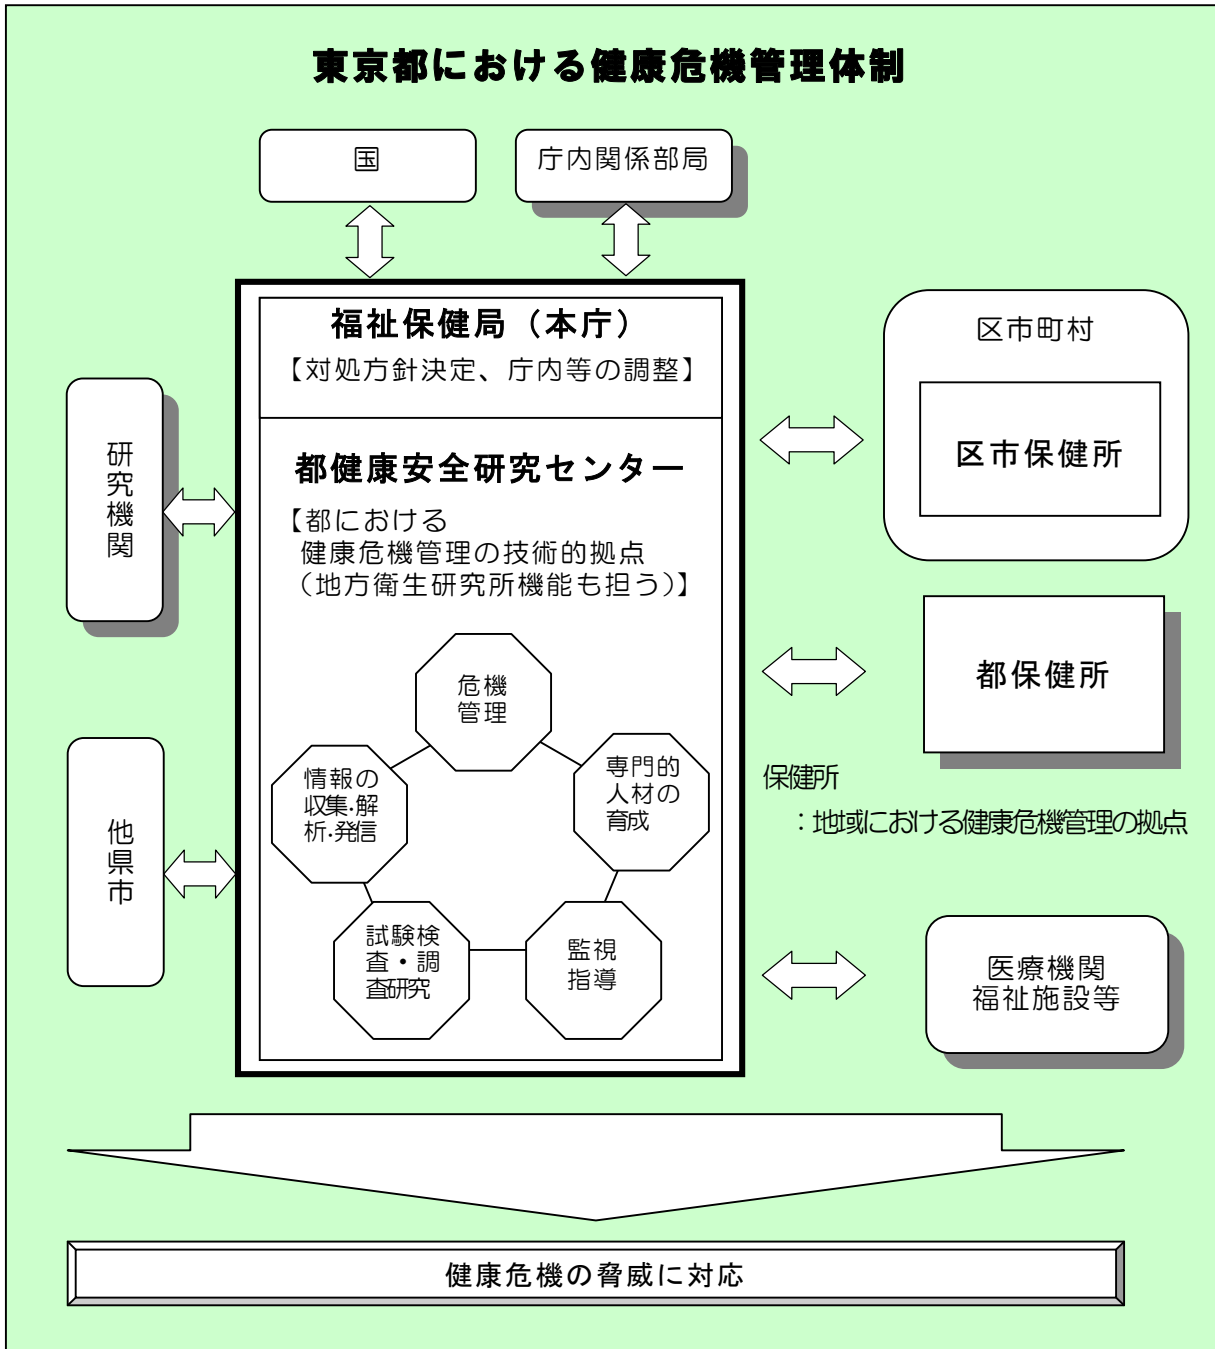 東京都における健康危機管理体制
国
庁内関係部局
福祉保健局（本庁）
【対処方針決定、庁内等の調整】
都健康安全研究センター
【都における
健康危機管理の技術的拠点
（地方衛生研究所機能も担う）】
危機
管理
情報の
収集・解
析・発信
専門的
人材の
育成
試験検
査・調
査研究
監視
指導
研究機関
他県市
区市町村
区市保健所
都保健所
保健所
：地域における健康危機管理の拠点
医療機関
福祉施設等
健康危機の脅威に対応